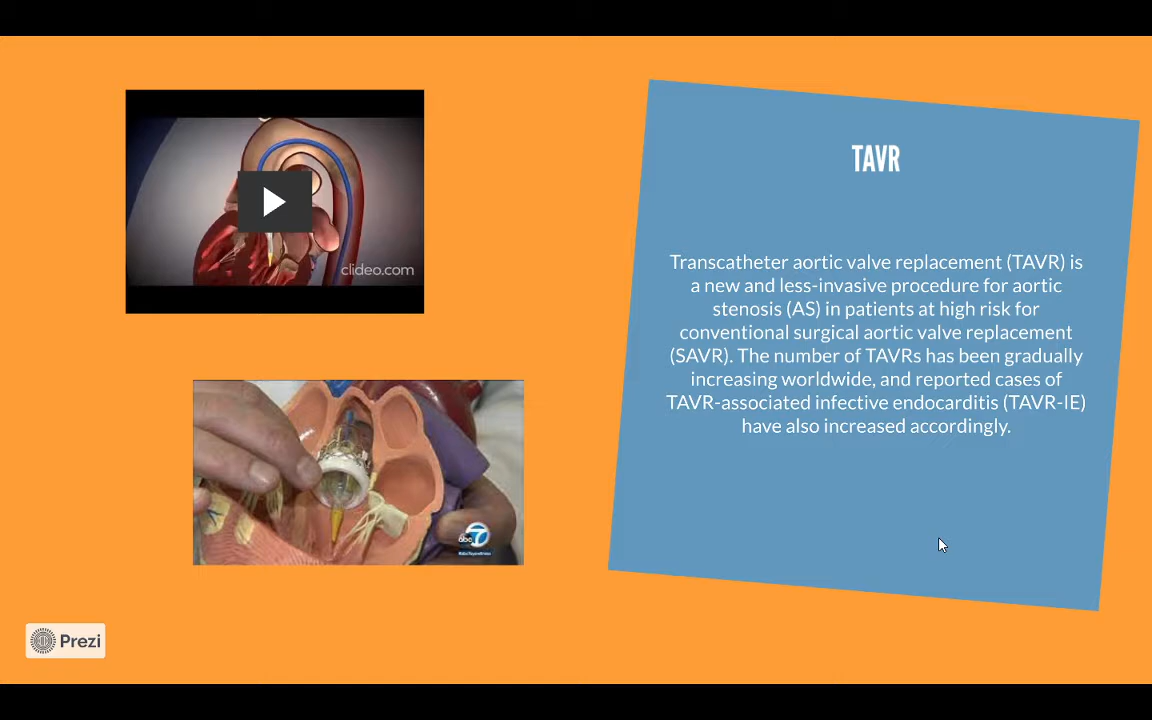 clideo.com
TAVR
Transcatheter aortic valve replacement (TAVR) is
a new and less-invasive procedure for aortic
stenosis (AS) in patients at high risk for
conventional surgical aortic valve replacement
(SAVR). The number of TAVRs has been gradually
increasing worldwide, and reported cases of
TAVR-associated infective endocarditis (TAVR-IE)
have also increased accordingly.
abc 7
Prezi